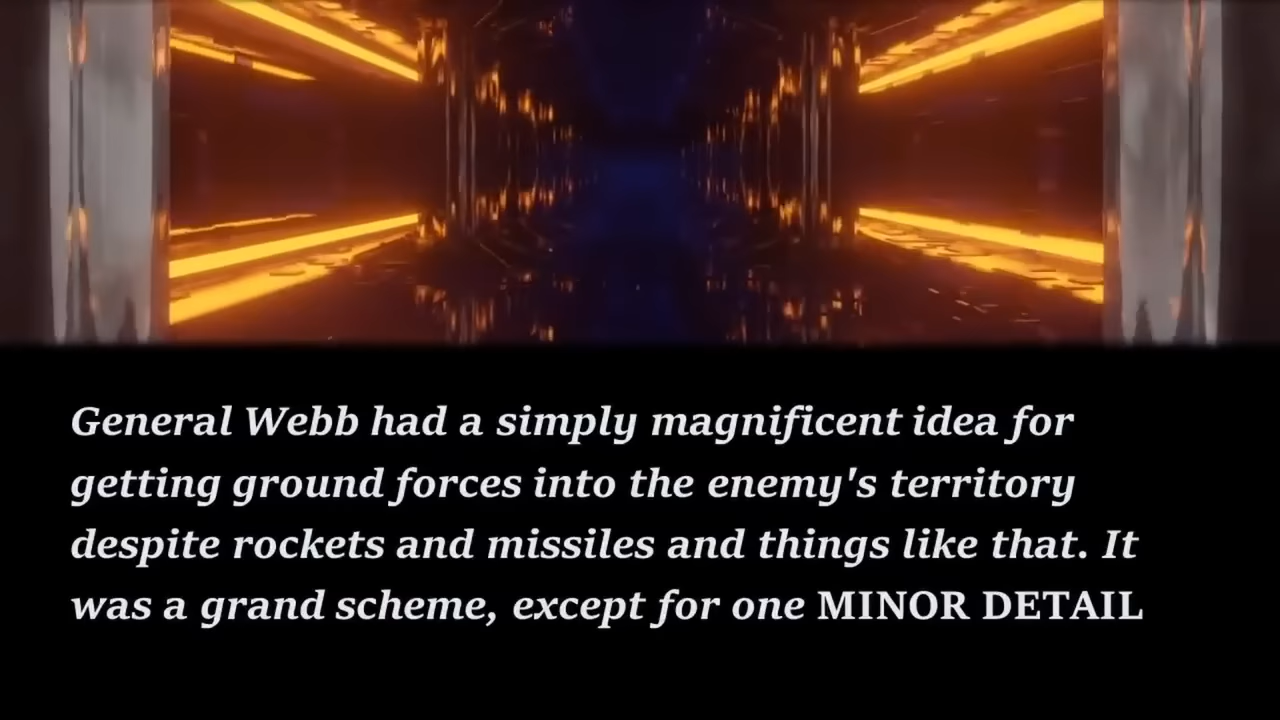 General Webb had a simply magnificent idea for
getting ground forces into the enemy's territory
despite rockets and missiles and things like that. It
was a grand scheme, except for one MINOR DETAIL